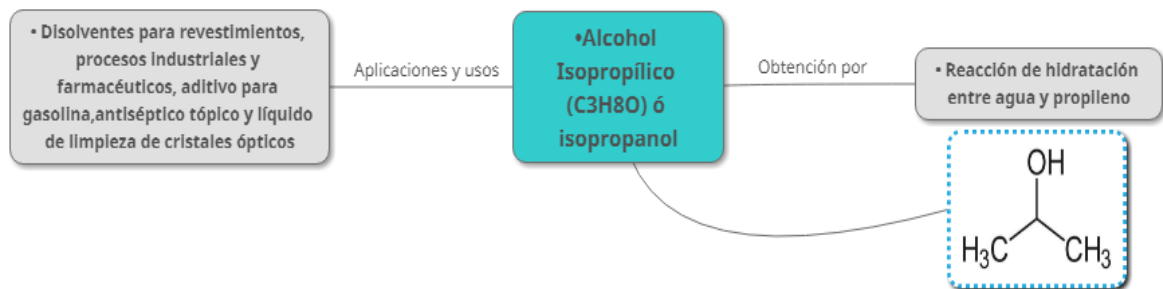 • Disolventes para revestimientos,
procesos industriales y
farmacéuticos, aditivo para
gasolina,antiséptico tópico y líquido
de limpieza de cristales ópticos
Aplicaciones y usos
•Alcohol
Isopropílico
(C3H8O) ó
isopropanol
Obtención por
• Reacción de hidratación
entre agua y propileno
OH
H₃C
CH₃